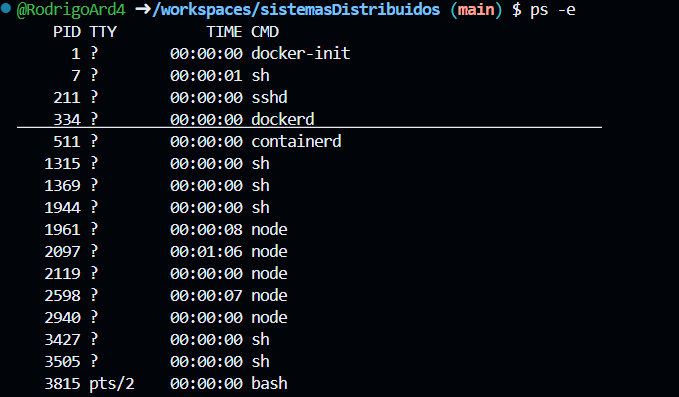 @RodrigoArd4 ➜/workspaces/sistemasDistribuidos (main) $ ps -e
PID TTY TIME CMD
1 ? 00:00:00 docker-init
7 ? 00:00:01 sh
211 ? 00:00:00 sshd
334 ? 00:00:00 dockerd
511 ? 00:00:00 containerd
1315 ? 00:00:00 sh
1369 ? 00:00:00 sh
1944 ? 00:00:00 sh
1961 ? 00:00:08 node
2097 ? 00:01:06 node
2119 ? 00:00:00 node
2598 ? 00:00:07 node
2940 ? 00:00:00 node
3427 ? 00:00:00 sh
3505 ? 00:00:00 sh
3815 pts/2 00:00:00 bash